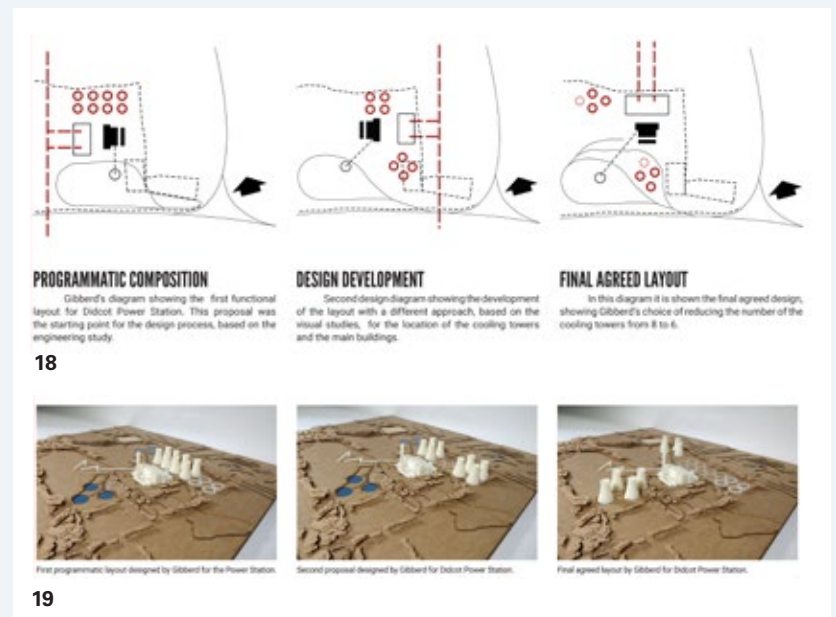 PROGRAMMATIC COMPOSITION
Gibberd's diagram showing the first functional
layout for Didcot Power Station. This proposal was
the starting point for the design process, based on the
engineering study.
DESIGN DEVELOPMENT
Second design diagram showing the development
of the layout with a different approach, based on the
visual studies, for the location of the cooling towers
and the main buildings.
FINAL AGREED LAYOUT
In this diagram it is shown the final agreed design,
showing Gibberd's choice of reducing the number of the
cooling towers from 8 to 6.
18
First programmatic layout designed by Gibberd for the Power Station.
Second proposal designed by Gibberd for Didcot Power Station.
Final agreed layout by Gibberd for Didcot Power Station.
19